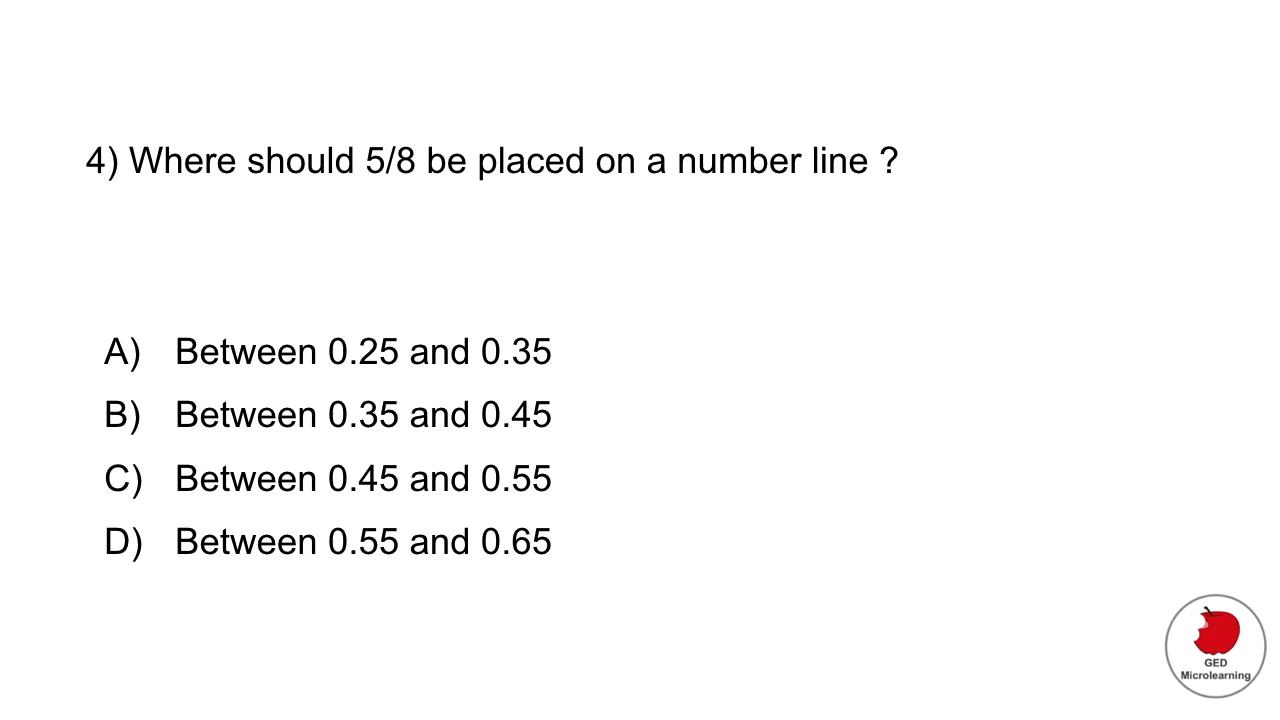 4) Where should 5/8 be placed on a number line ?
A) Between 0.25 and 0.35
B) Between 0.35 and 0.45
C) Between 0.45 and 0.55
D) Between 0.55 and 0.65
GED
Microlearning